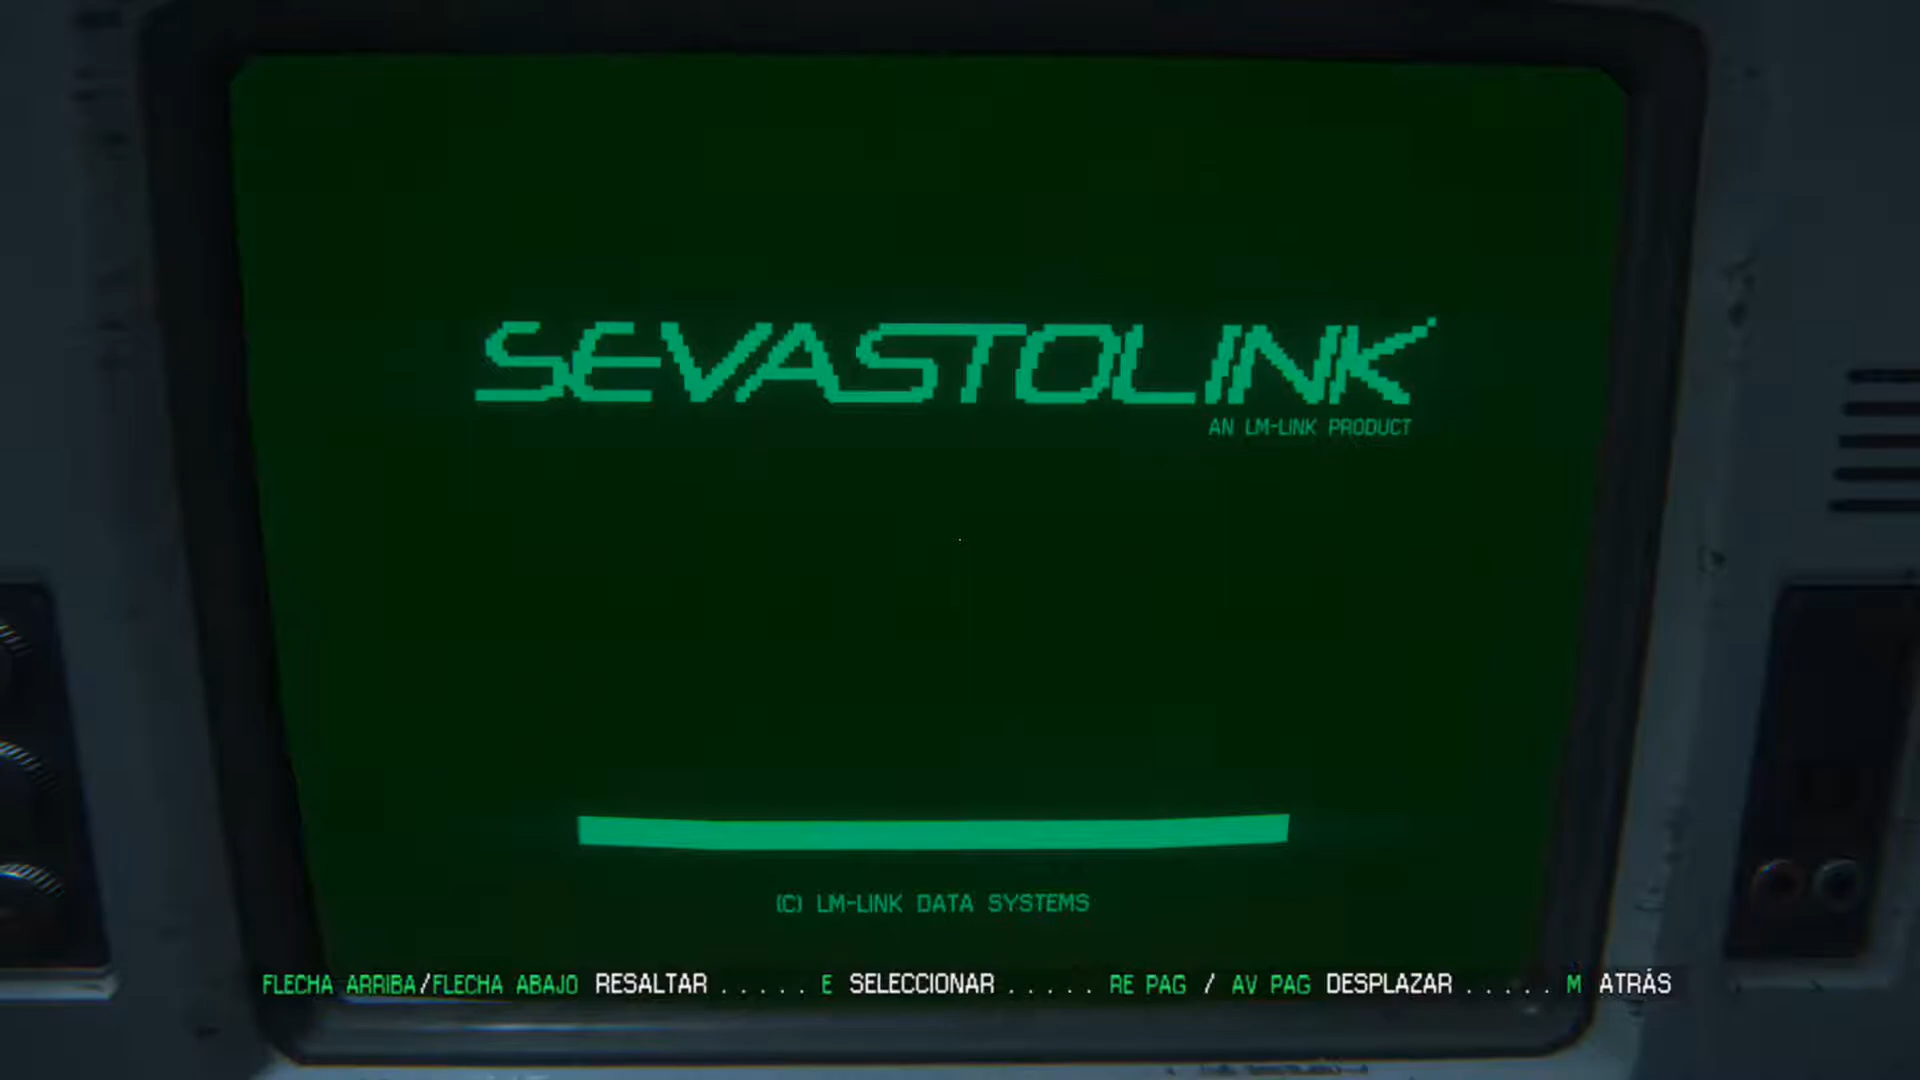 SEVASTOLINK
AN LM-LINK PRODUCT
(C) LM-LINK DATA SYSTEMS
FLECHA ARRIBA/FLECHA ABAJO RESALTAR ..... E SELECCIONAR ...... RE PAG / AV PAG DESPLAZAR ..... M ATRÁS